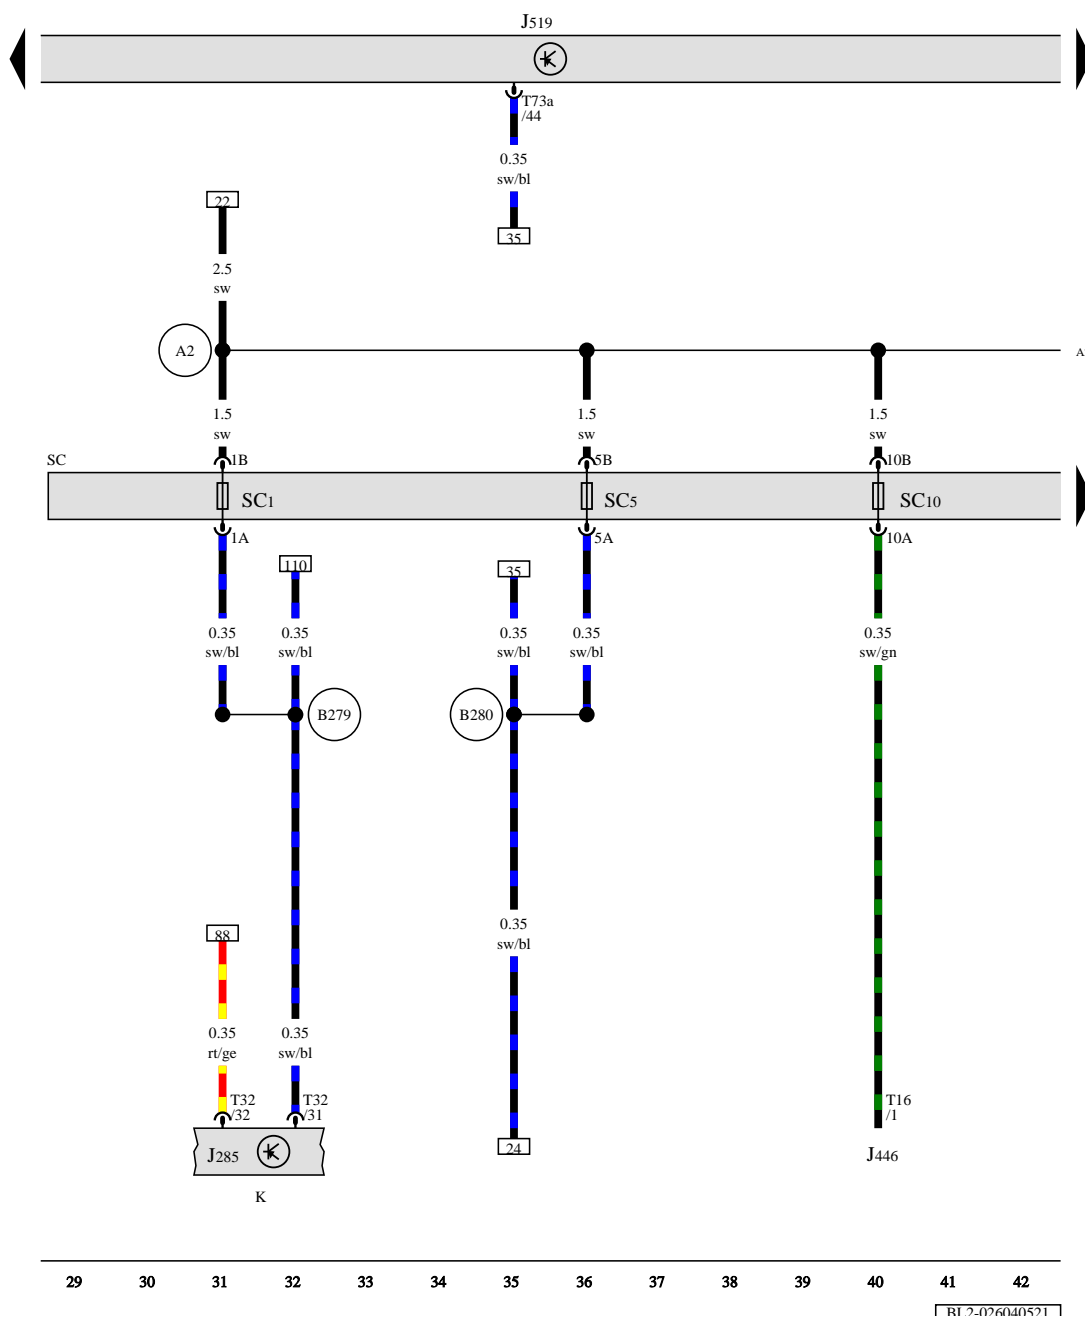 J519
T73a
/44
0.35
sw/bl
22
35
2.5
sw
A2
A
1.5
sw
1.5
sw
1.5
sw
SC
1B
5B
10B
SC1
SC5
SC10
1A
5A
10A
110
35
0.35
sw/bl
0.35
sw/bl
0.35
sw/bl
0.35
sw/bl
0.35
sw/gn
B279
B280
0.35
sw/bl
88
0.35
rt/ge
0.35
sw/bl
T32
/32
T32
/31
T16
/1
J285
24
J446
K
29 30 31 32 33 34 35 36 37 38 39 40 41 42
BL2-026040521